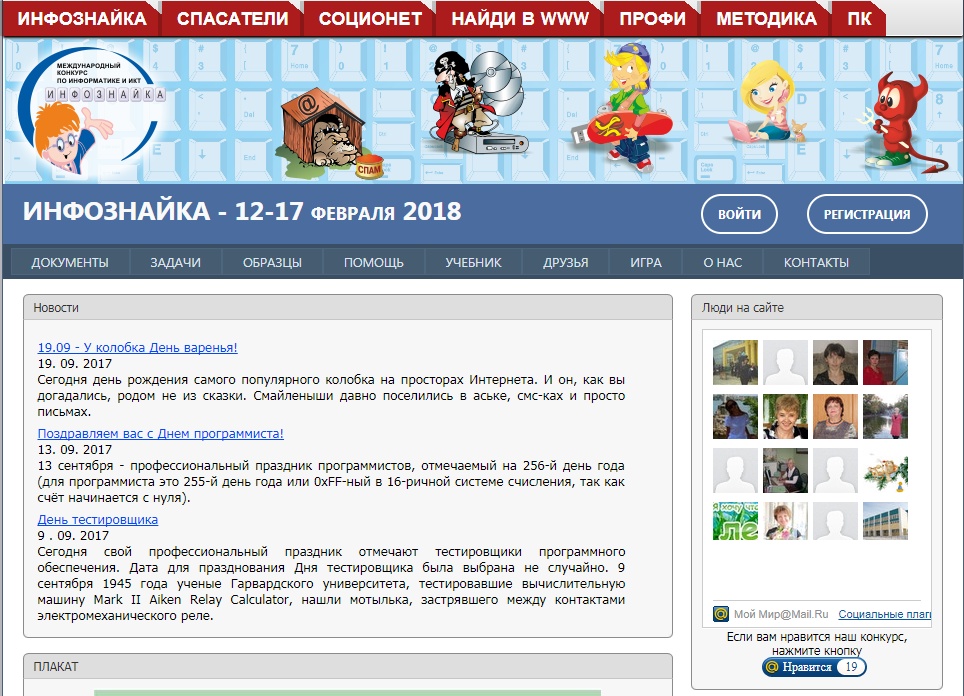 ИНФОЗНАЙКА СПАСАТЕЛИ СОЦИОНЕТ НАЙДИ В WWW ПРОФИ МЕТОДИКА ПК
МЕЖДУНАРОДНЫЙ
КОНКУРС
ПО ИНФОРМАТИКЕ И ИКТ
ИНФОЗНАЙКА
@
СПАМ
Home
Del
End
ИНФОЗНАЙКА - 12-17 ФЕВРАЛЯ 2018
ВОЙТИ РЕГИСТРАЦИЯ
ДОКУМЕНТЫ ЗАДАЧИ ОБРАЗЦЫ ПОМОЩЬ УЧЕБНИК ДРУЗЬЯ ИГРА О НАС КОНТАКТЫ
Новости
19.09 - У колобка День варенья!
19. 09. 2017
Сегодня день рождения самого популярного колобка на просторах Интернета. И он, как вы
догадались, родом не из сказки. Смайленыши давно поселились в аське, смс-ках и просто
письмах.
Поздравляем вас с Днем программиста!
13. 09. 2017
13 сентября - профессиональный праздник программистов, отмечаемый на 256-й день года
(для программиста это 255-й день года или 0xFF-ный в 16-ричной системе счисления, так как
счёт начинается с нуля).
День тестировщика
9 . 09. 2017
Сегодня свой профессиональный праздник отмечают тестировщики программного
обеспечения. Дата для празднования Дня тестировщика была выбрана не случайно. 9
сентября 1945 года ученые Гарвардского университета, тестировавшие вычислительную
машину Mark II Aiken Relay Calculator, нашли мотылька, застрявшего между контактами
электромеханического реле.
ПЛАКАТ
Люди на сайте
Я ХОЧУ ЧТО
ЛЕ
@ Мой Мир@Mail.Ru Социальные плаги
Если вам нравится наш конкурс,
нажмите кнопку
@ Нравится 19